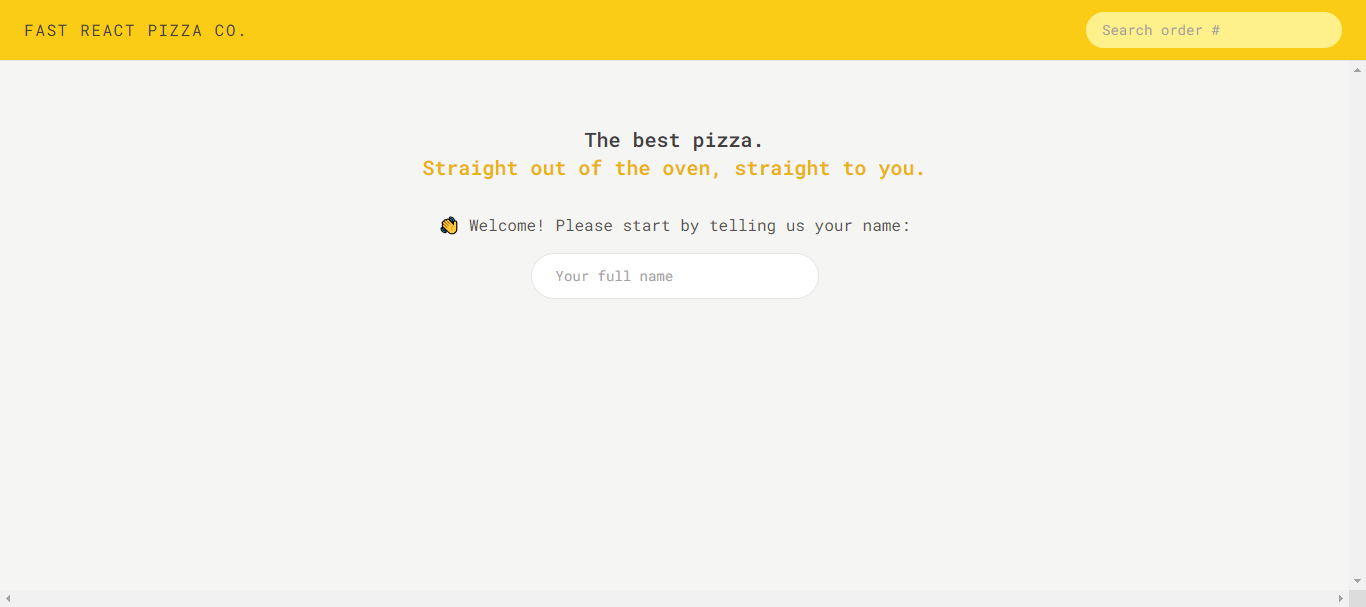 FAST REACT PIZZA CO.
Search order #
The best pizza.
Straight out of the oven, straight to you.
👋 Welcome! Please start by telling us your name:
Your full name